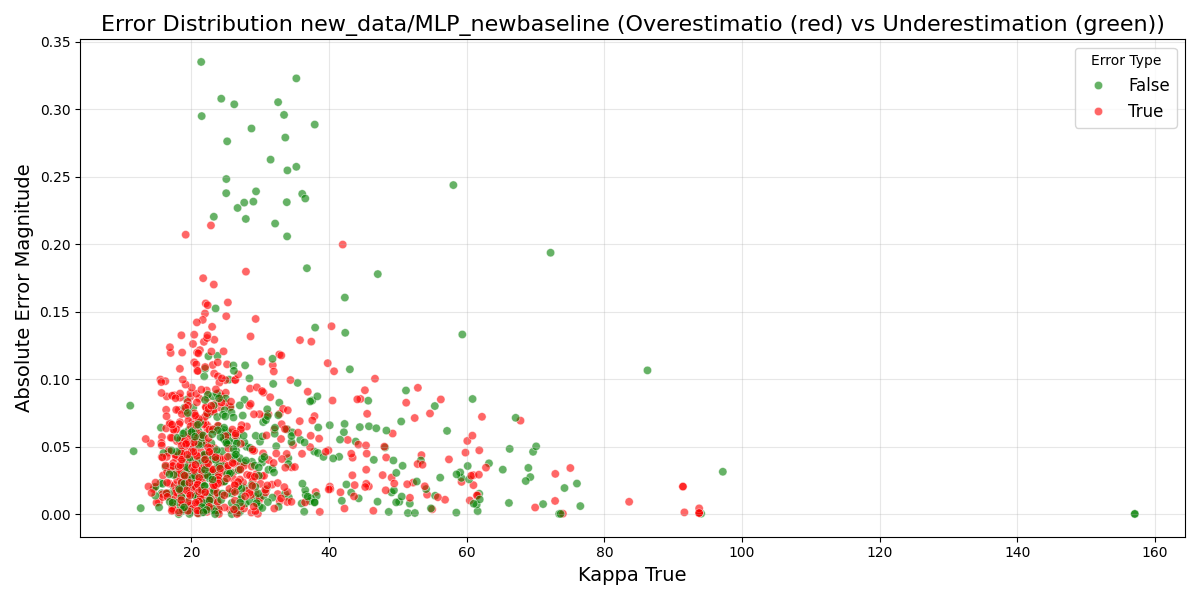 Error Distribution new_data/MLP_newbaseline (Overestimatio (red) vs Underestimation (green))
Absolute Error Magnitude
0.35
0.30
0.25
0.20
0.15
0.10
0.05
0.00
Error Type
False
True
20 40 60 80 100 120 140 160
Kappa True